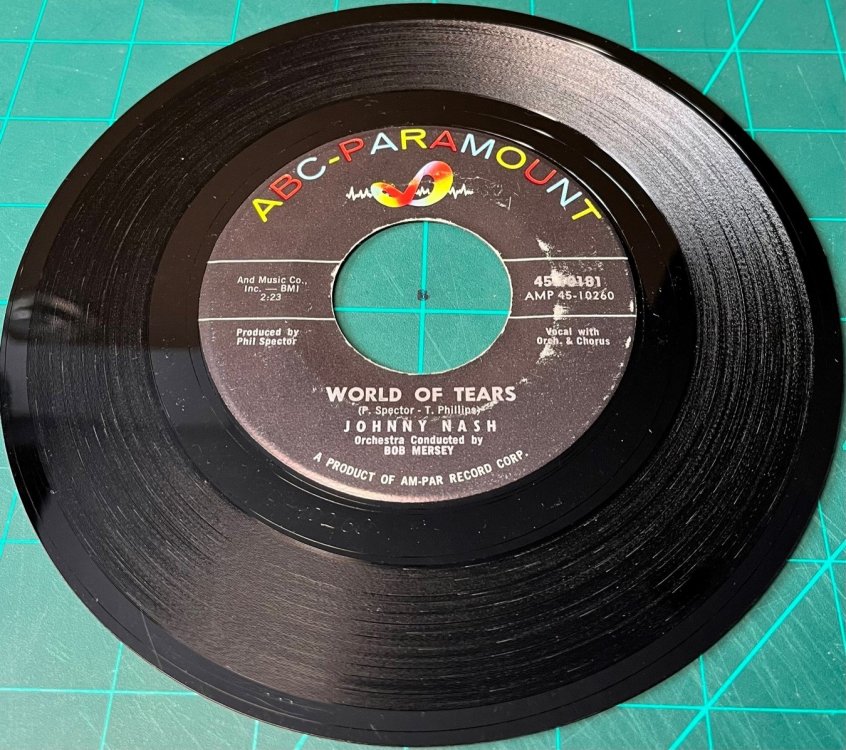 ABC-PARAMOUNT
And Music Co.,
Inc. — BMI
2:23
45-10181
AMP 45-10260
Produced by
Phil Spector
Vocal with
Orch. & Chorus
WORLD OF TEARS
(P. Spector - T. Phillips)
JOHNNY NASH
Orchestra Conducted by
BOB MERSEY
A PRODUCT OF AM-PAR RECORD CORP.